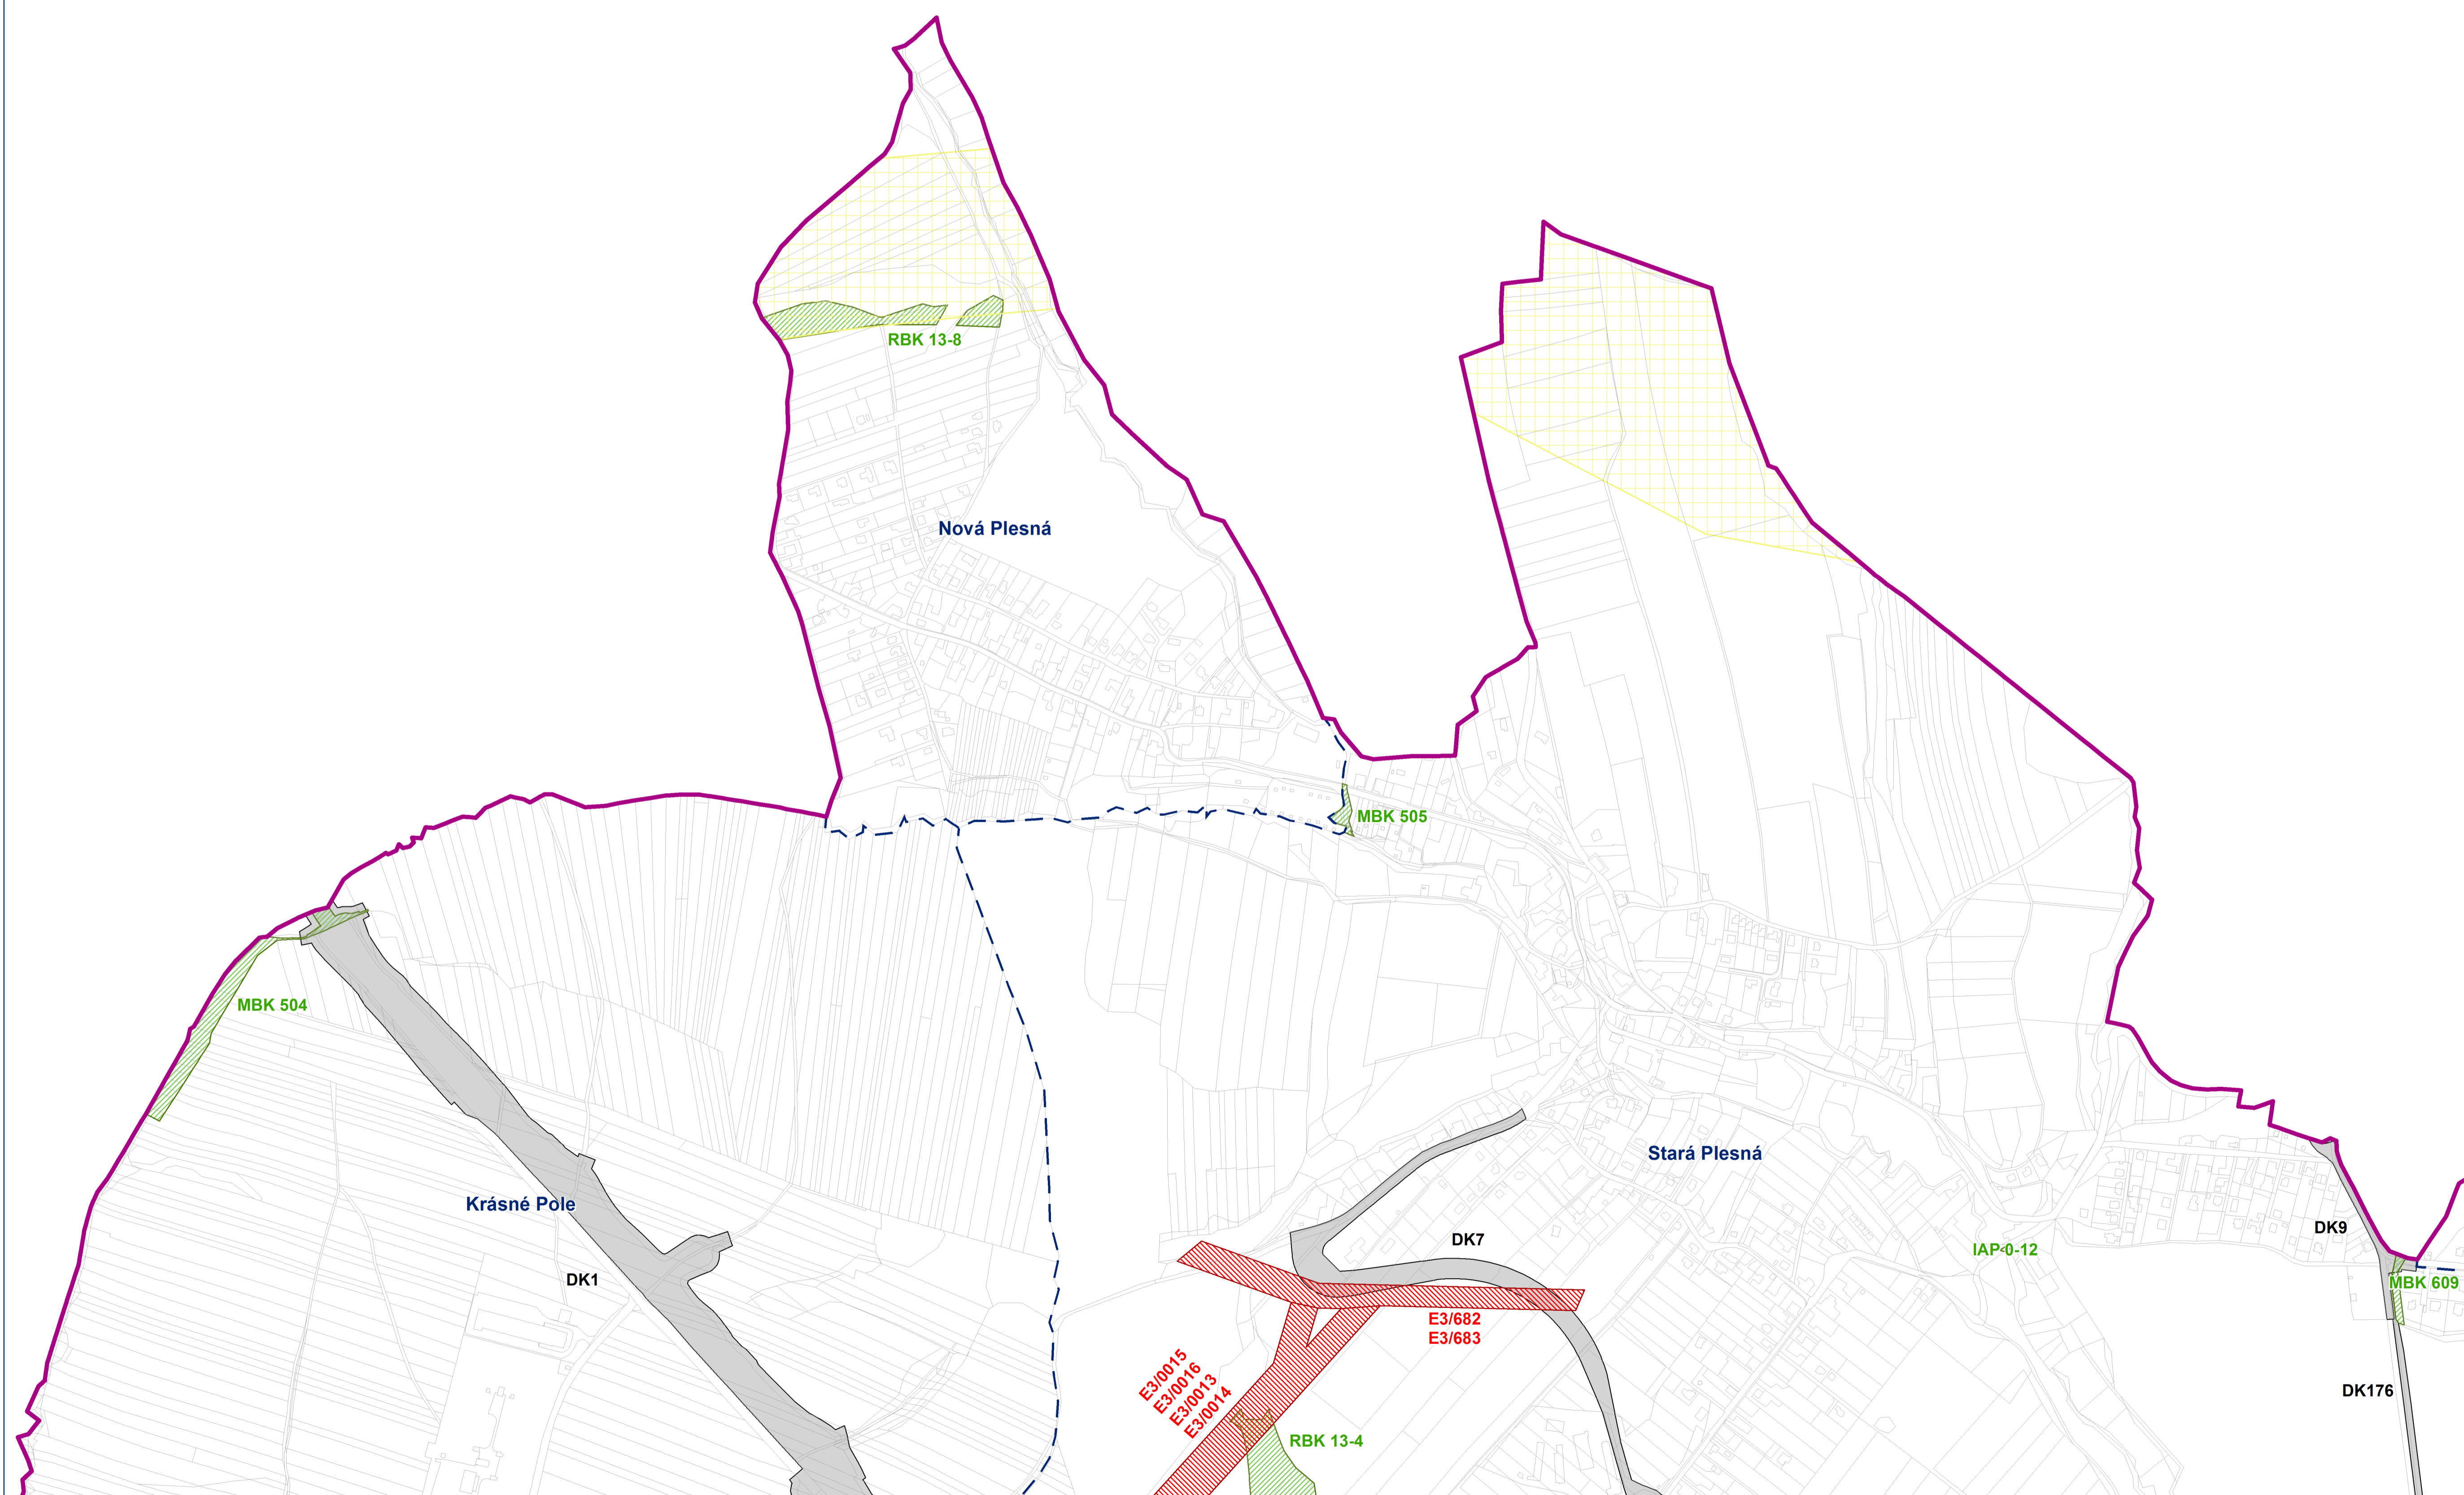 RBK 13-8
Nová Plesná
MBK 505
MBK 504
Stará Plesná
Krásné Pole
DK9
DK7
IAP-0-12
DK1
MBK 609
E3/682
E3/683
E3/0015
E3/0016
E3/0013
E3/0014
DK176
RBK 13-4